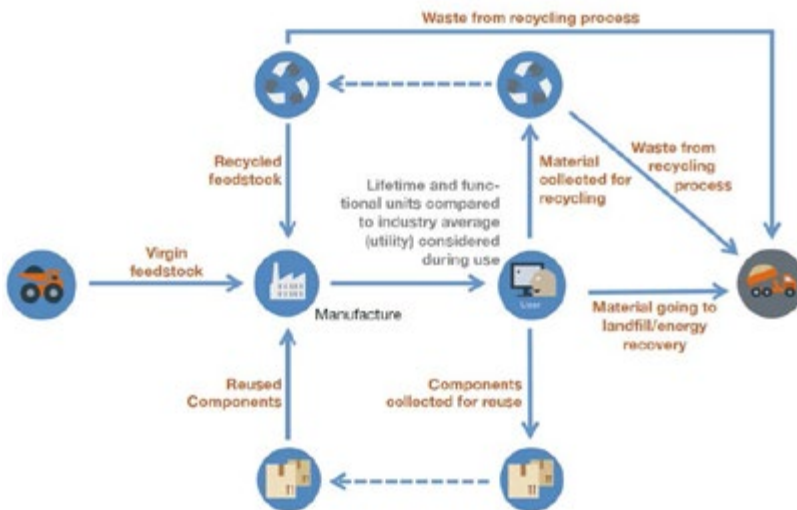 Waste from recycling process
Recycled
feedstock
Lifetime and func-
tional units compared
to industry average
(utility) considered
during use
Material
collected for
recycling
Waste from
recycling
process
Virgin
feedstock
Manufacture
User
Material going to
landfill/energy
recovery
Reused
Components
Components
collected for reuse